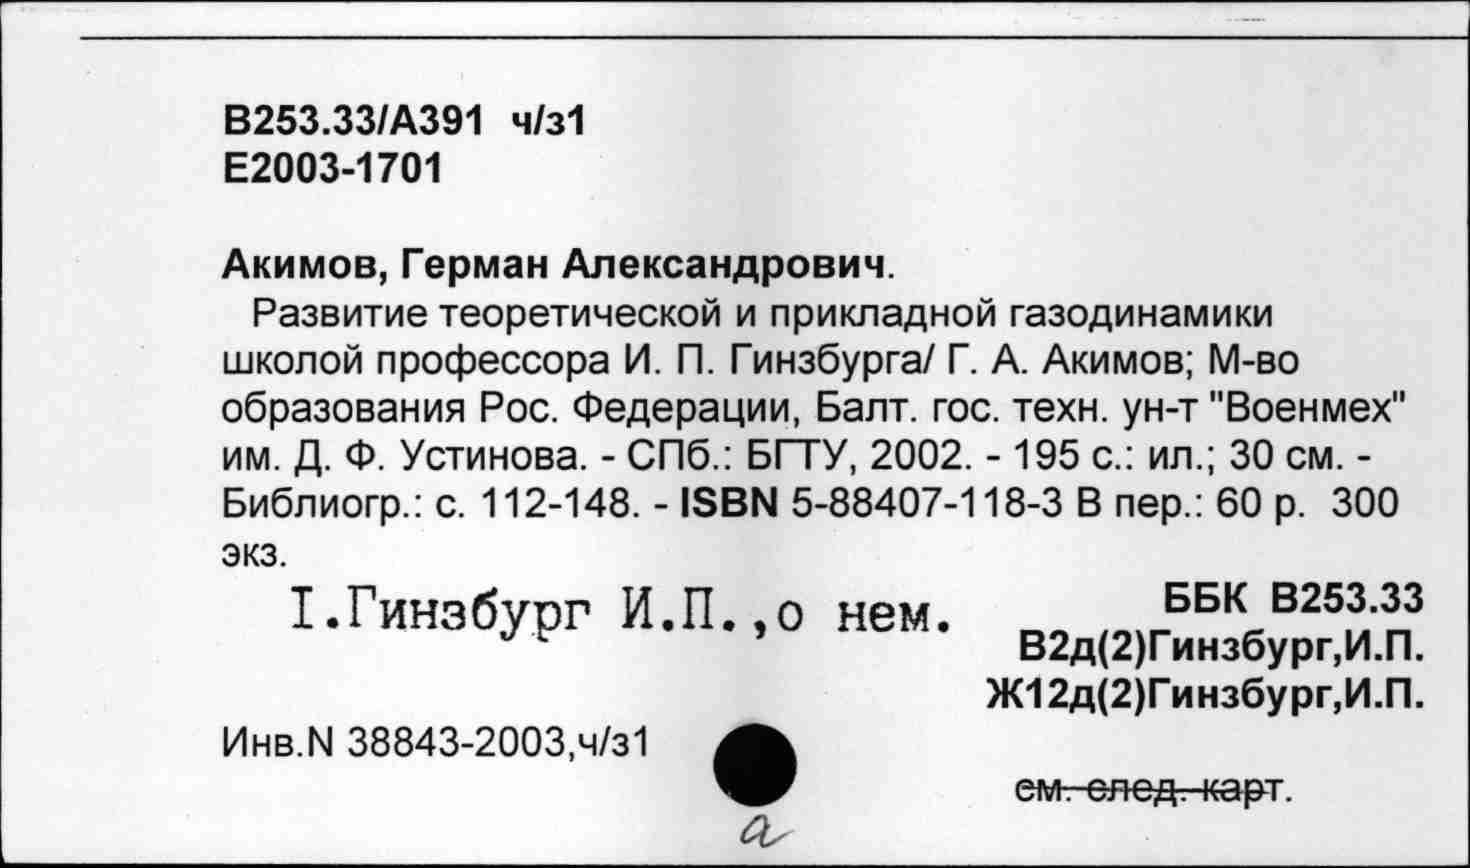 В253.33/А391 ч/з1
Е2003-1701
Акимов, Герман Александрович.
Развитие теоретической и прикладной газодинамики
школой профессора И. П. Гинзбурга/ Г. А. Акимов; М-во
образования Рос. Федерации, Балт. гос. техн. ун-т "Военмех"
им. Д. Ф. Устинова. - СПб.: БГТУ, 2002. - 195 с.: ил.; 30 см. -
Библиогр.: с. 112-148. - ISBN 5-88407-118-3 В пер.: 60 р. 300
экз.
I.Гинзбург И.П.,о нем.
ББК В253.33
В2д(2)Гинзбург,И.П.
Ж12д(2)Гинзбург,И.П.
Инв.N 38843-2003,ч/з1
см. след. карт.
а